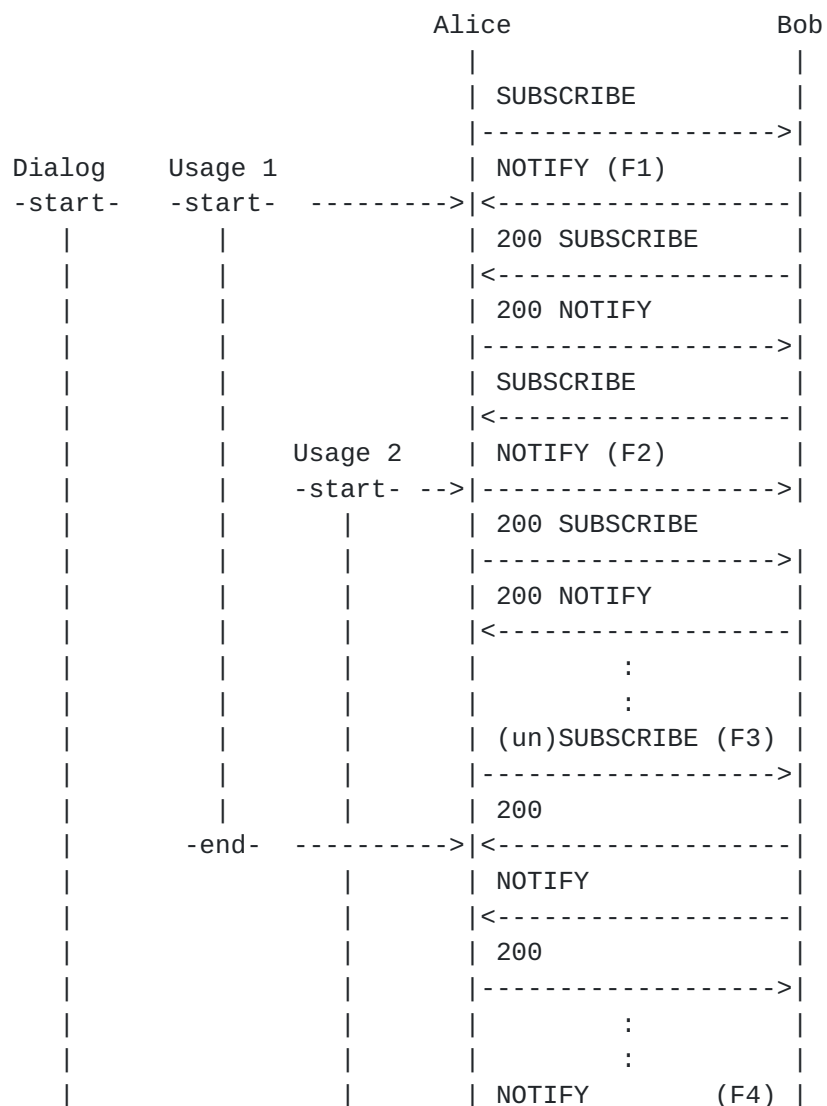 Alice                Bob
                             |                    |
                             | SUBSCRIBE          |
                             |------------------->|
Dialog    Usage 1            | NOTIFY (F1)        |
-start-   -start-  --------->|<-------------------|
   |         |               | 200 SUBSCRIBE      |
   |         |               |<-------------------|
   |         |               | 200 NOTIFY         |
   |         |               |------------------->|
   |         |               | SUBSCRIBE          |
   |         |               |<-------------------|
   |         |    Usage 2    | NOTIFY (F2)        |
   |         |    -start- -->|------------------->|
   |         |       |       | 200 SUBSCRIBE      |
   |         |       |       |------------------->|
   |         |       |       | 200 NOTIFY         |
   |         |       |       |<-------------------|
   |         |       |       |         :          |
   |         |       |       |         :          |
   |         |       |       | (un)SUBSCRIBE (F3) |
   |         |       |       |------------------->|
   |         |       |       | 200                |
   |       -end-  ---------->|<-------------------|
   |                 |       | NOTIFY             |
   |                 |       |<-------------------|
   |                 |       | 200                |
   |                 |       |------------------->|
   |                 |       |         :          |
   |                 |       |         :          |
   |                 |       | NOTIFY        (F4) |